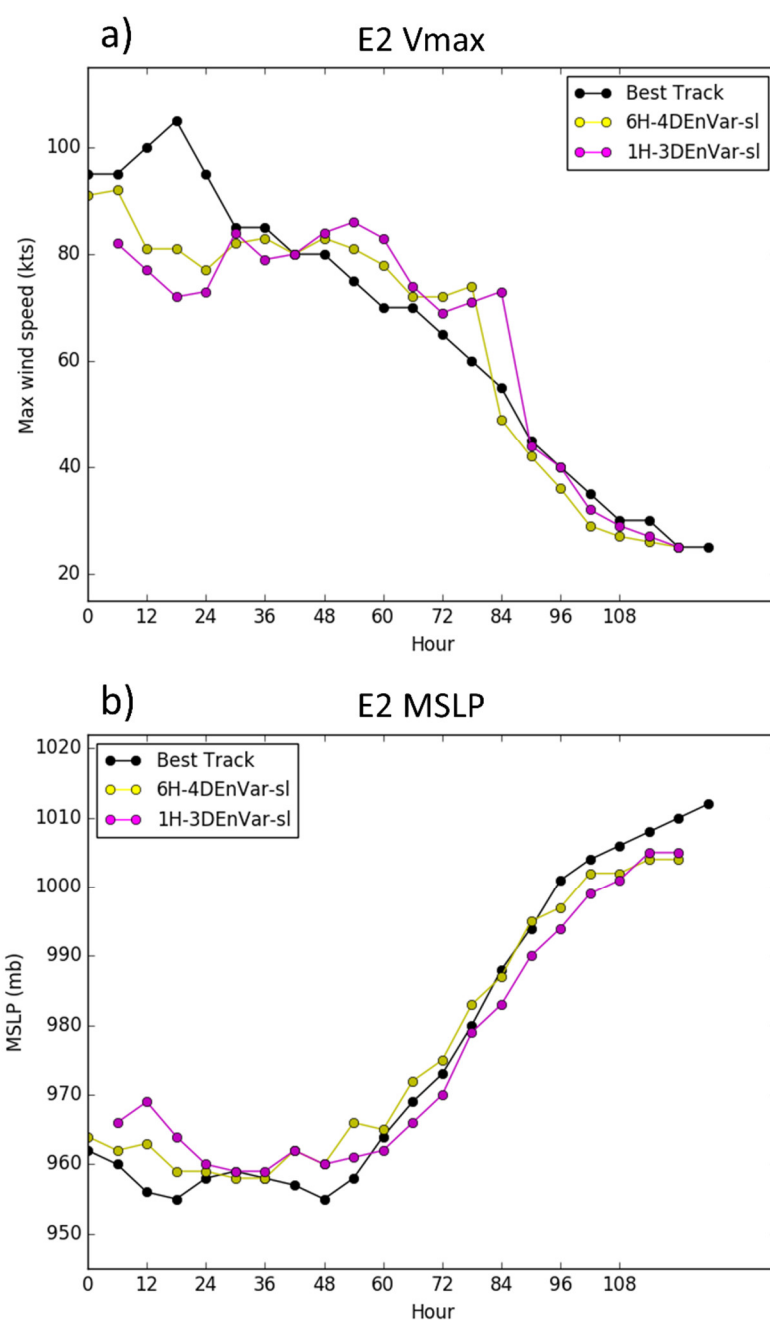 a) E2 Vmax
Best Track
6H-4DEnVar-sl
1H-3DEnVar-sl
100
80
60
40
20
Max wind speed (kts)
0 12 24 36 48 60 72 84 96 108
Hour
b) E2 MSLP
Best Track
6H-4DEnVar-sl
1H-3DEnVar-sl
1020
1010
1000
990
980
970
960
950
MSLP (mb)
0 12 24 36 48 60 72 84 96 108
Hour